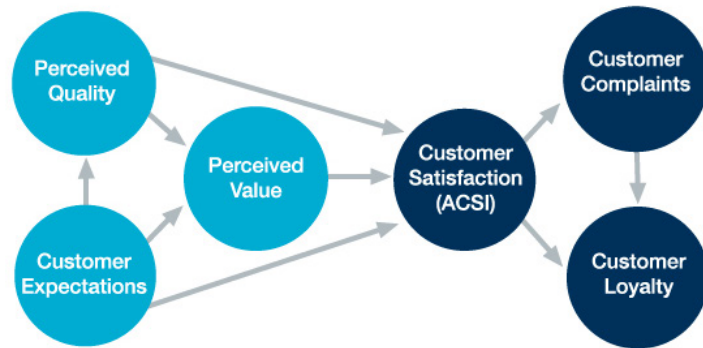 Perceived
Quality
Customer
Complaints
Perceived
Value
Customer
Satisfaction
(ACSI)
Customer
Expectations
Customer
Loyalty